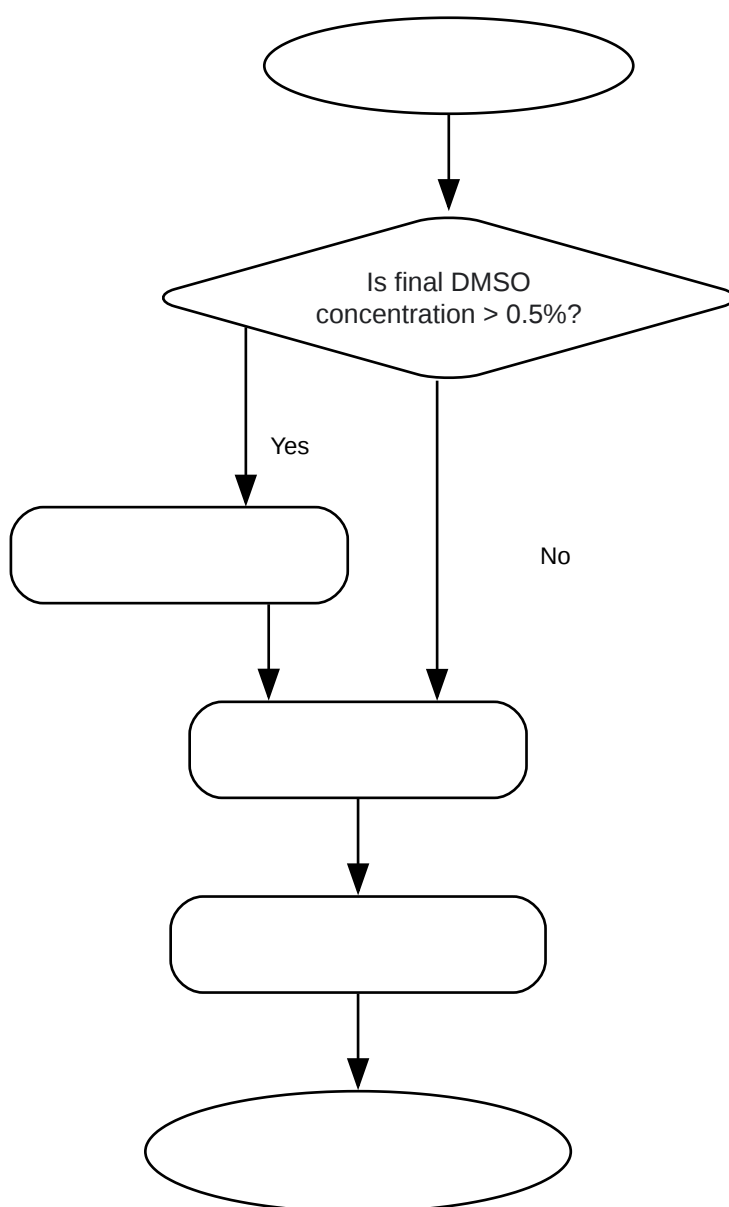 Is final DMSO
concentration > 0.5%?
Yes
No